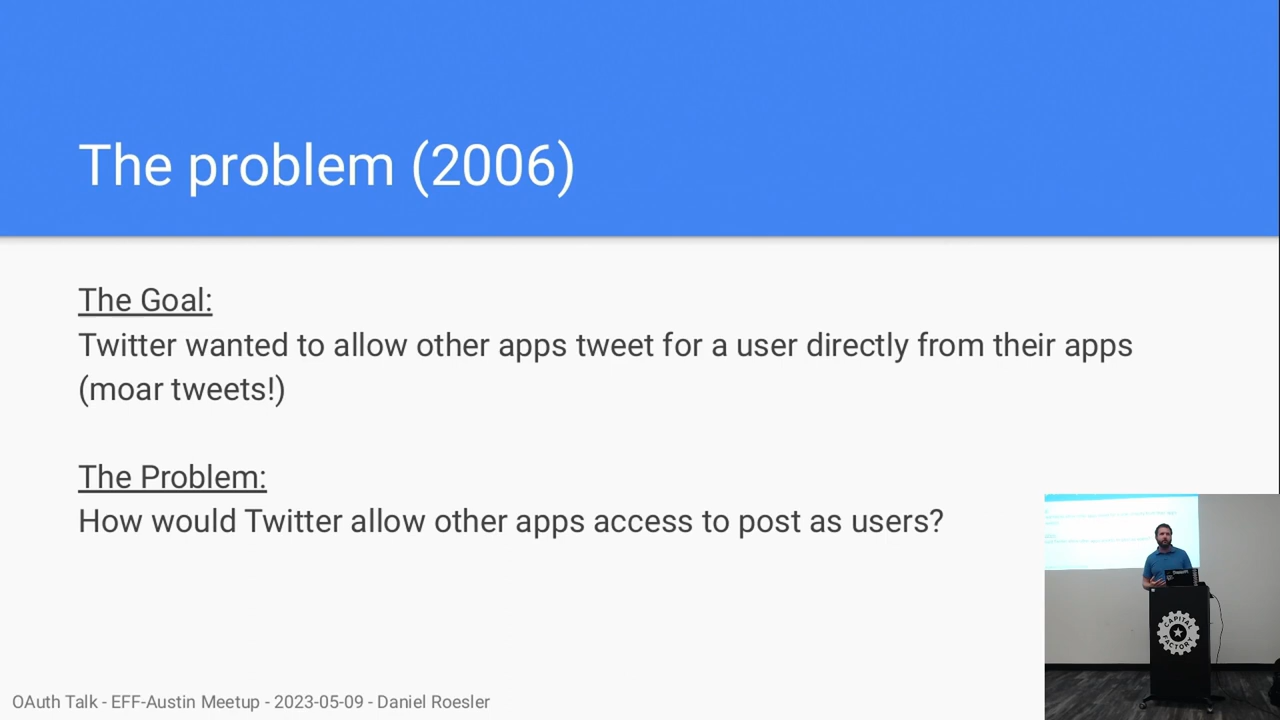 The problem (2006)
The Goal:
Twitter wanted to allow other apps tweet for a user directly from their apps
(moar tweets!)
The Problem:
How would Twitter allow other apps access to post as users?
CAPITAL
FACTORY
OAuth Talk - EFF-Austin Meetup - 2023-05-09 - Daniel Roesler